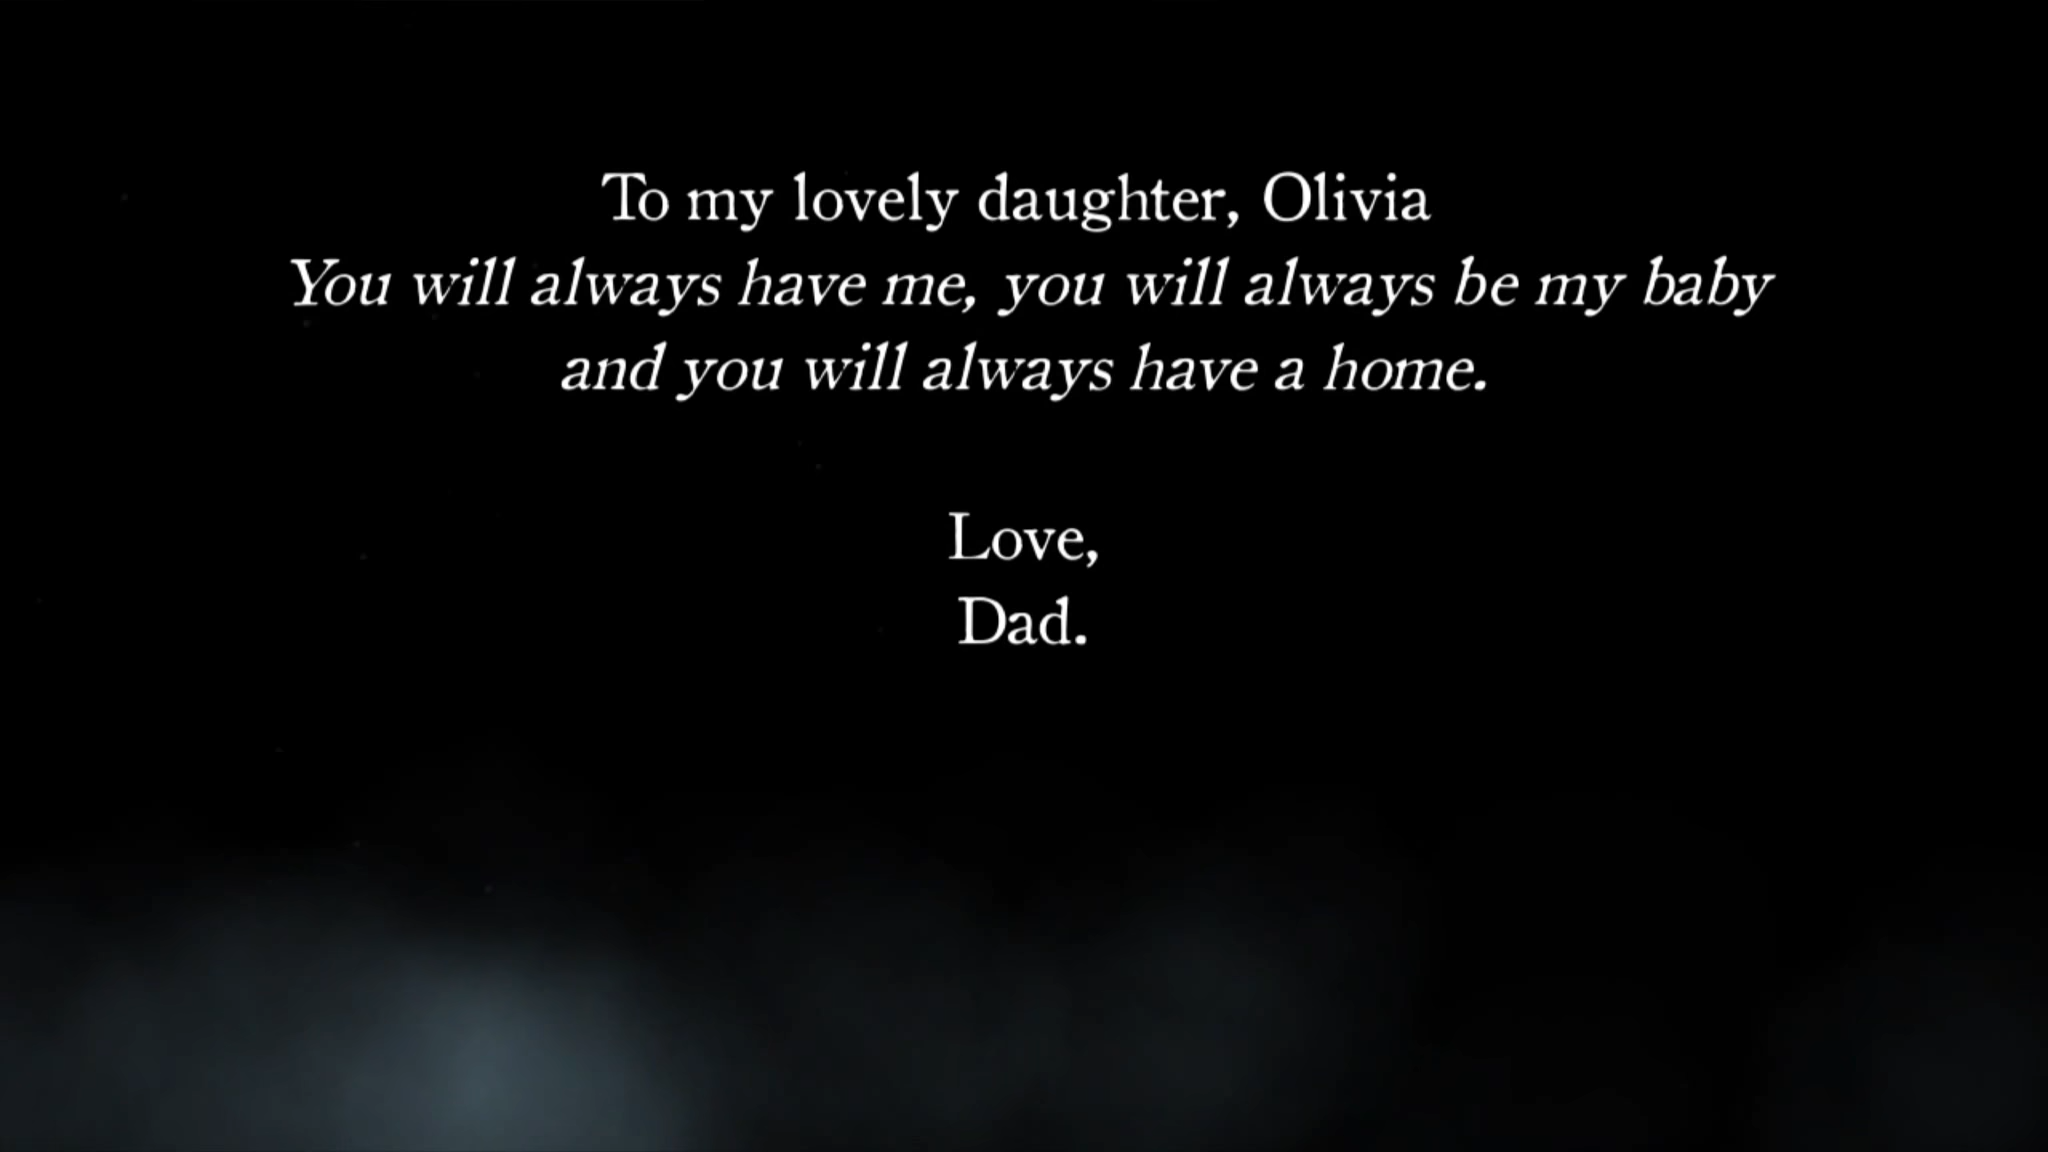 To my lovely daughter, Olivia
You will always have me, you will always be my baby
and you will always have a home.
Love,
Dad.